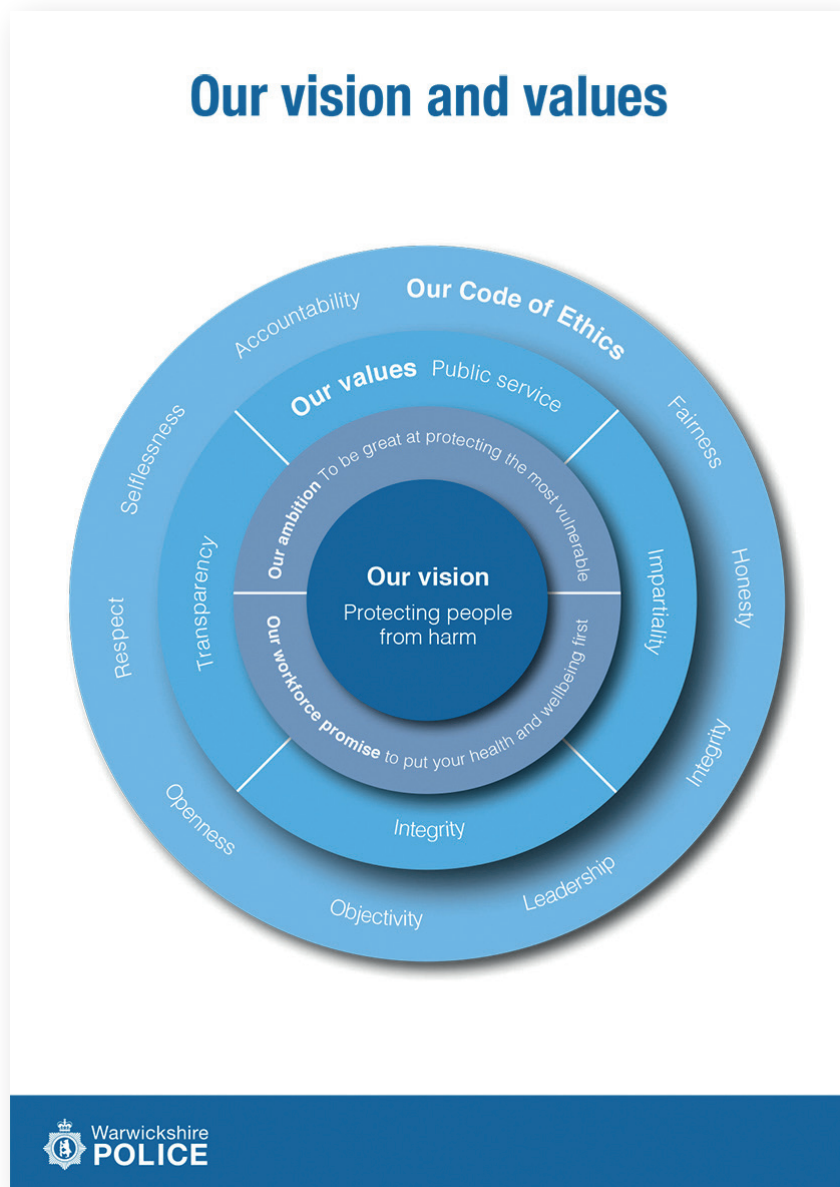 Our vision and values
Our Code of Ethics
Fairness
Honesty
Integrity
Leadership
Objectivity
Openness
Respect
Selflessness
Accountability
Our values Public service
Impartiality
Integrity
Transparency
Our ambition To be great at protecting the most vulnerable
Our workforce promise to put your health and wellbeing first
Our vision
Protecting people
from harm
Warwickshire
POLICE